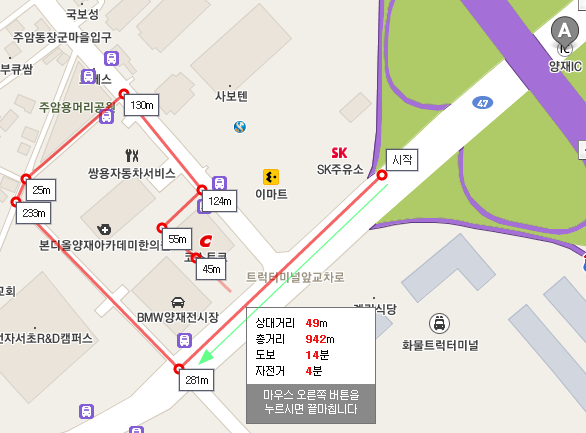 국보성
주암동장군마을입구
부큐쌈
주암용머리공원
130m
사보텐
A
양재IC
47
SK
SK주유소
시작
쌍용자동차서비스
이마트
25m
233m
124m
55m
본디올양재아카데미한의원
45m
트럭터미널앞교차로
BMW양재전시장
전자서초R&D캠퍼스
화물트럭터미널
281m
상대거리 49m
총거리 942m
도보 14분
자전거 4분
마우스 오른쪽 버튼을
누르시면 끝마칩니다